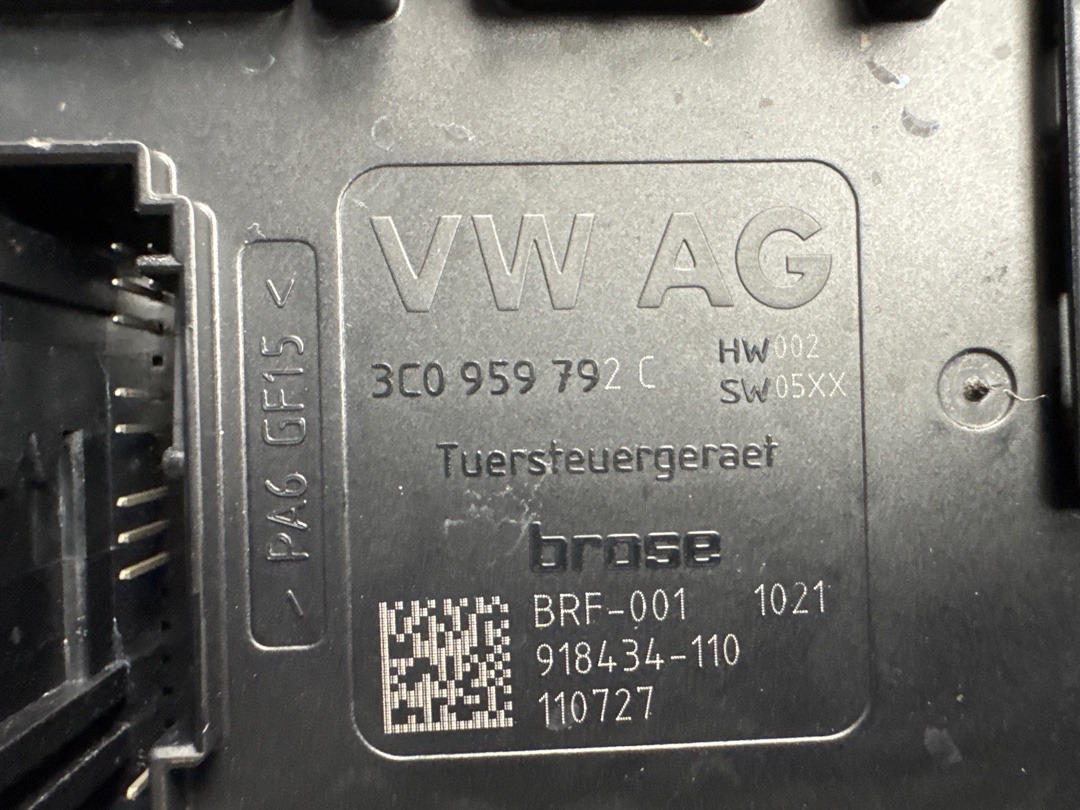 VW AG
3C0 959 792 C
HW002
SW05XX
Tuersteuergeraet
brose
BRF-001 1021
918434-110
110727
> PA6 GF15 <